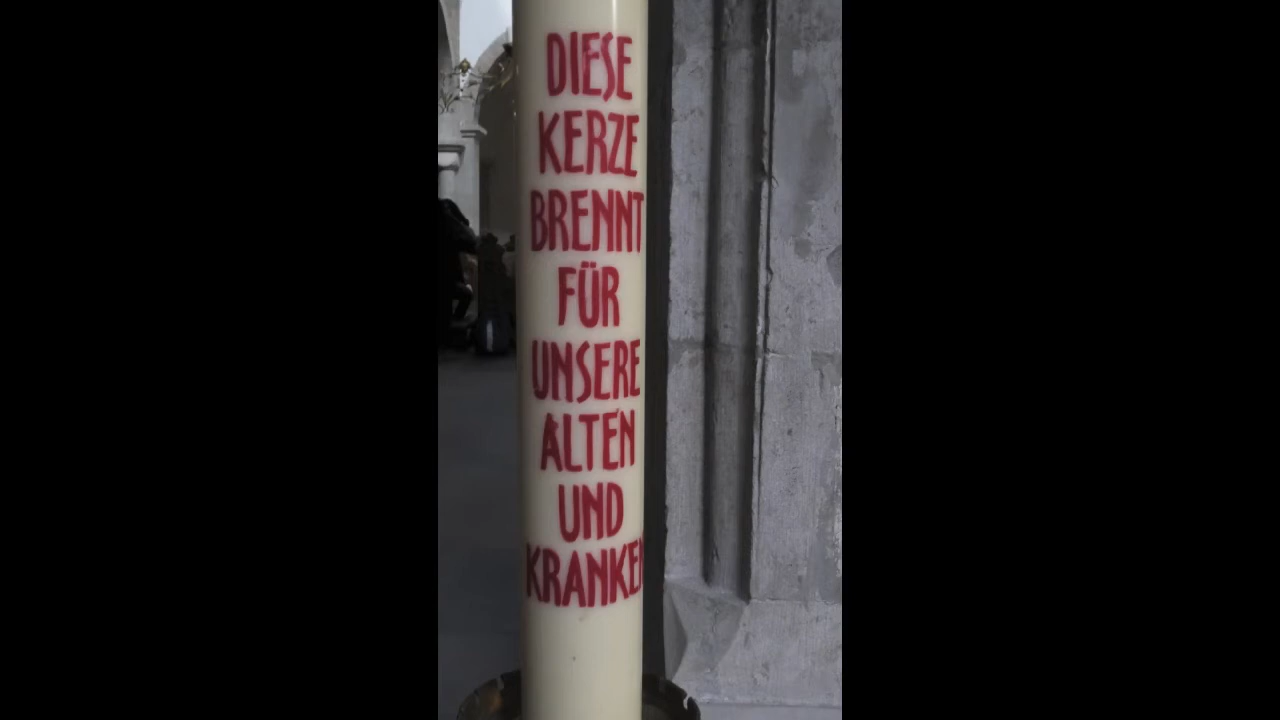 DIESE
KERZE
BRENNT
FÜR
UNSERE
ALTEN
UND
KRANKEN